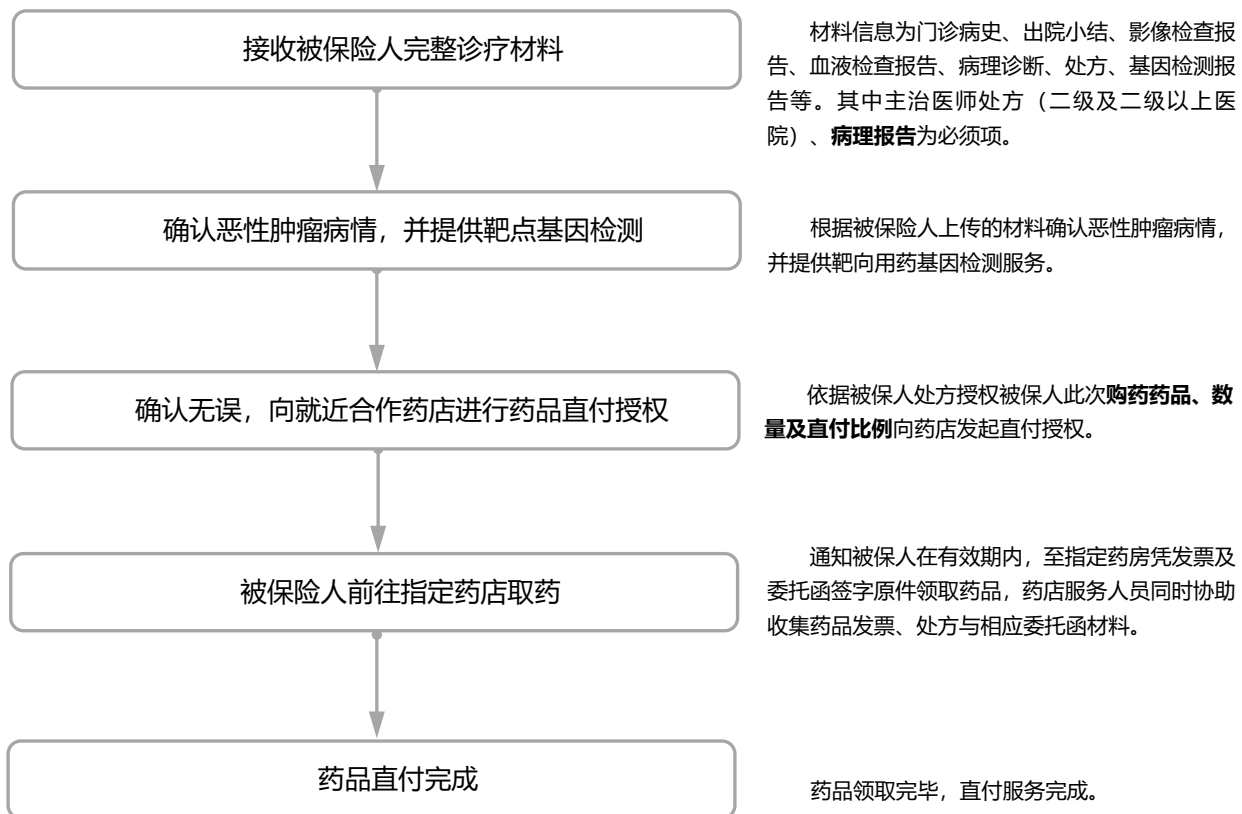 接收被保险人完整诊疗材料
材料信息为门诊病史、出院小结、影像检查报
告、血液检查报告、病理诊断、处方、基因检测报
告等。其中主治医师处方（二级及二级以上医
院）、病理报告为必须项。
确认恶性肿瘤病情，并提供靶点基因检测
根据被保险人上传的材料确认恶性肿瘤病情，
并提供靶向用药基因检测服务。
确认无误，向就近合作药店进行药品直付授权
依据被保人处方授权被保人此次购药药品、数
量及直付比例向药店发起直付授权。
被保险人前往指定药店取药
通知被保人在有效期内，至指定药房凭发票及
委托函签字原件领取药品，药店服务人员同时协助
收集药品发票、处方与相应委托函材料。
药品直付完成
药品领取完毕，直付服务完成。